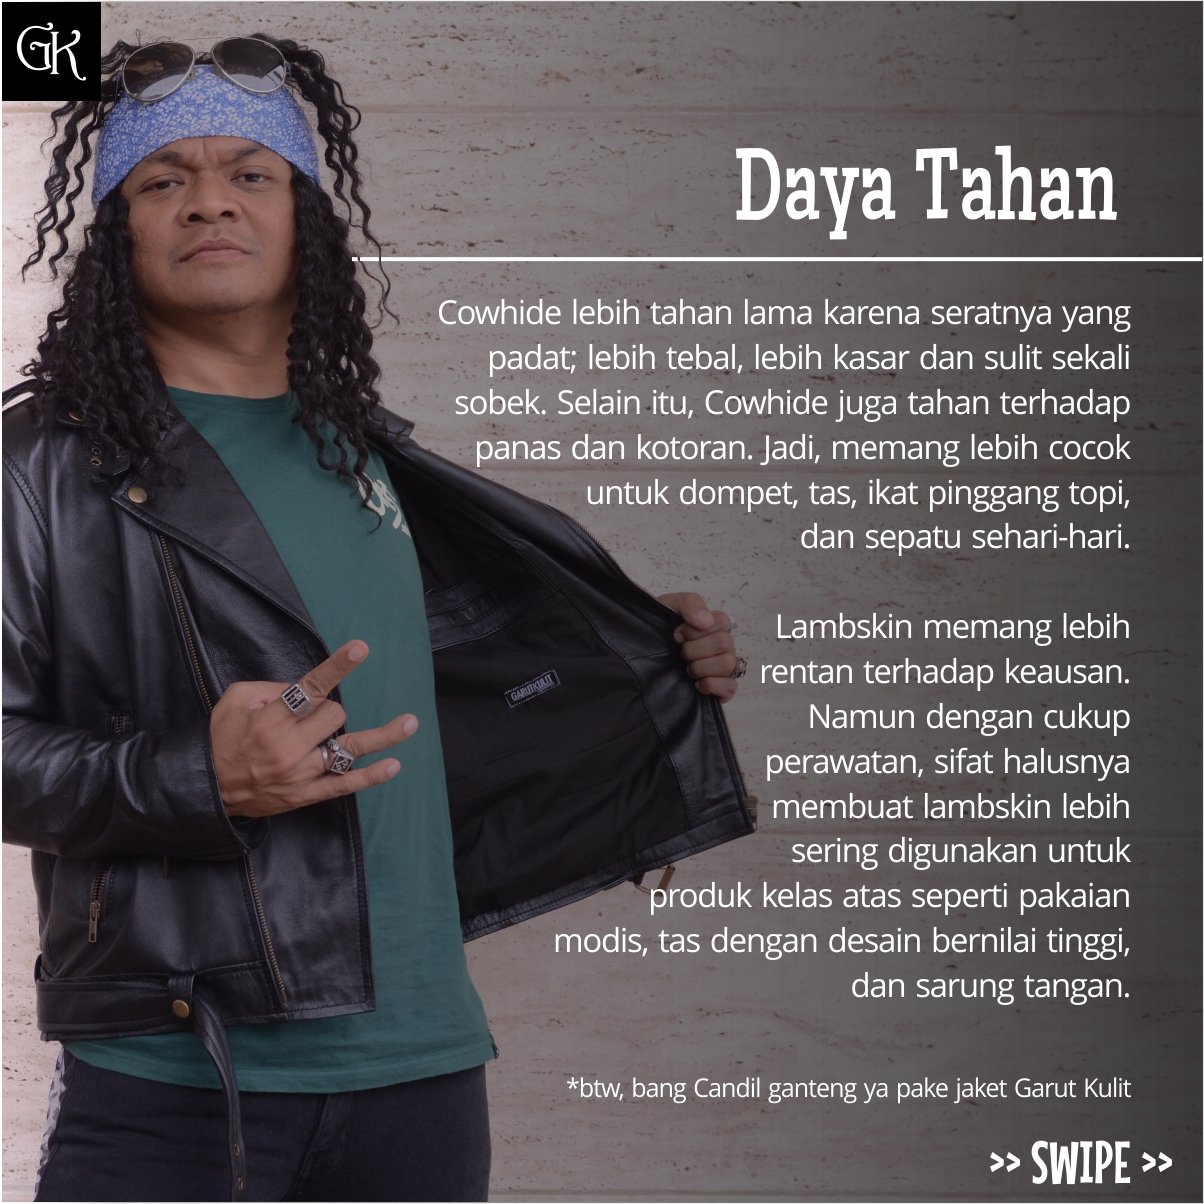 GK
Daya Tahan
Cowhide lebih tahan lama karena seratnya yang
padat; lebih tebal, lebih kasar dan sulit sekali
sobek. Selain itu, Cowhide juga tahan terhadap
panas dan kotoran. Jadi, memang lebih cocok
untuk dompet, tas, ikat pinggang topi,
dan sepatu sehari-hari.
Lambskin memang lebih
rentan terhadap keausan.
Namun dengan cukup
perawatan, sifat halusnya
membuat lambskin lebih
sering digunakan untuk
produk kelas atas seperti pakaian
modis, tas dengan desain bernilai tinggi,
dan sarung tangan.
GARUTKULIT
*btw, bang Candil ganteng ya pake jaket Garut Kulit
>> SWIPE >>